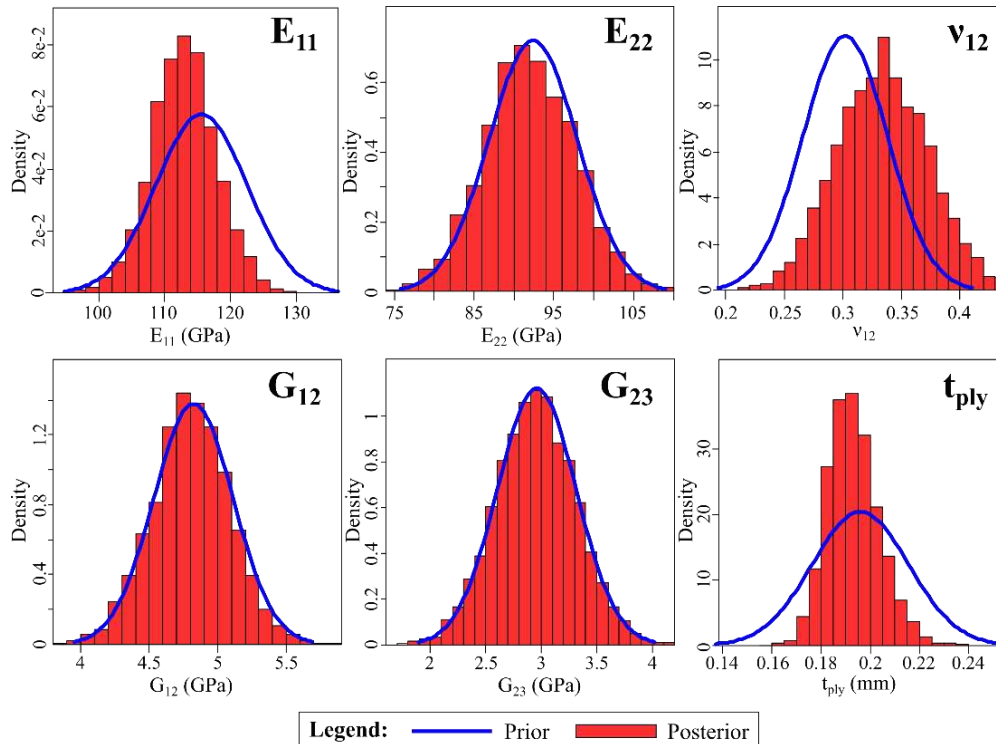 E₁₁
Density
0 2e-2 4e-2 6e-2 8e-2
100 110 120 130
E₁₁ (GPa)
E₂₂
Density
0 0.2 0.4 0.6
75 85 95 105
E₂₂ (GPa)
ν₁₂
Density
0 2 4 6 8 10
0.2 0.25 0.3 0.35 0.4
ν₁₂
G₁₂
Density
0 0.4 0.8 1.2
4 4.5 5 5.5
G₁₂ (GPa)
G₂₃
Density
0 0.2 0.4 0.6 0.8 1
2 2.5 3 3.5 4
G₂₃ (GPa)
t_ply
Density
0 10 20 30
0.14 0.16 0.18 0.2 0.22 0.24
t_ply (mm)
Legend: Prior Posterior